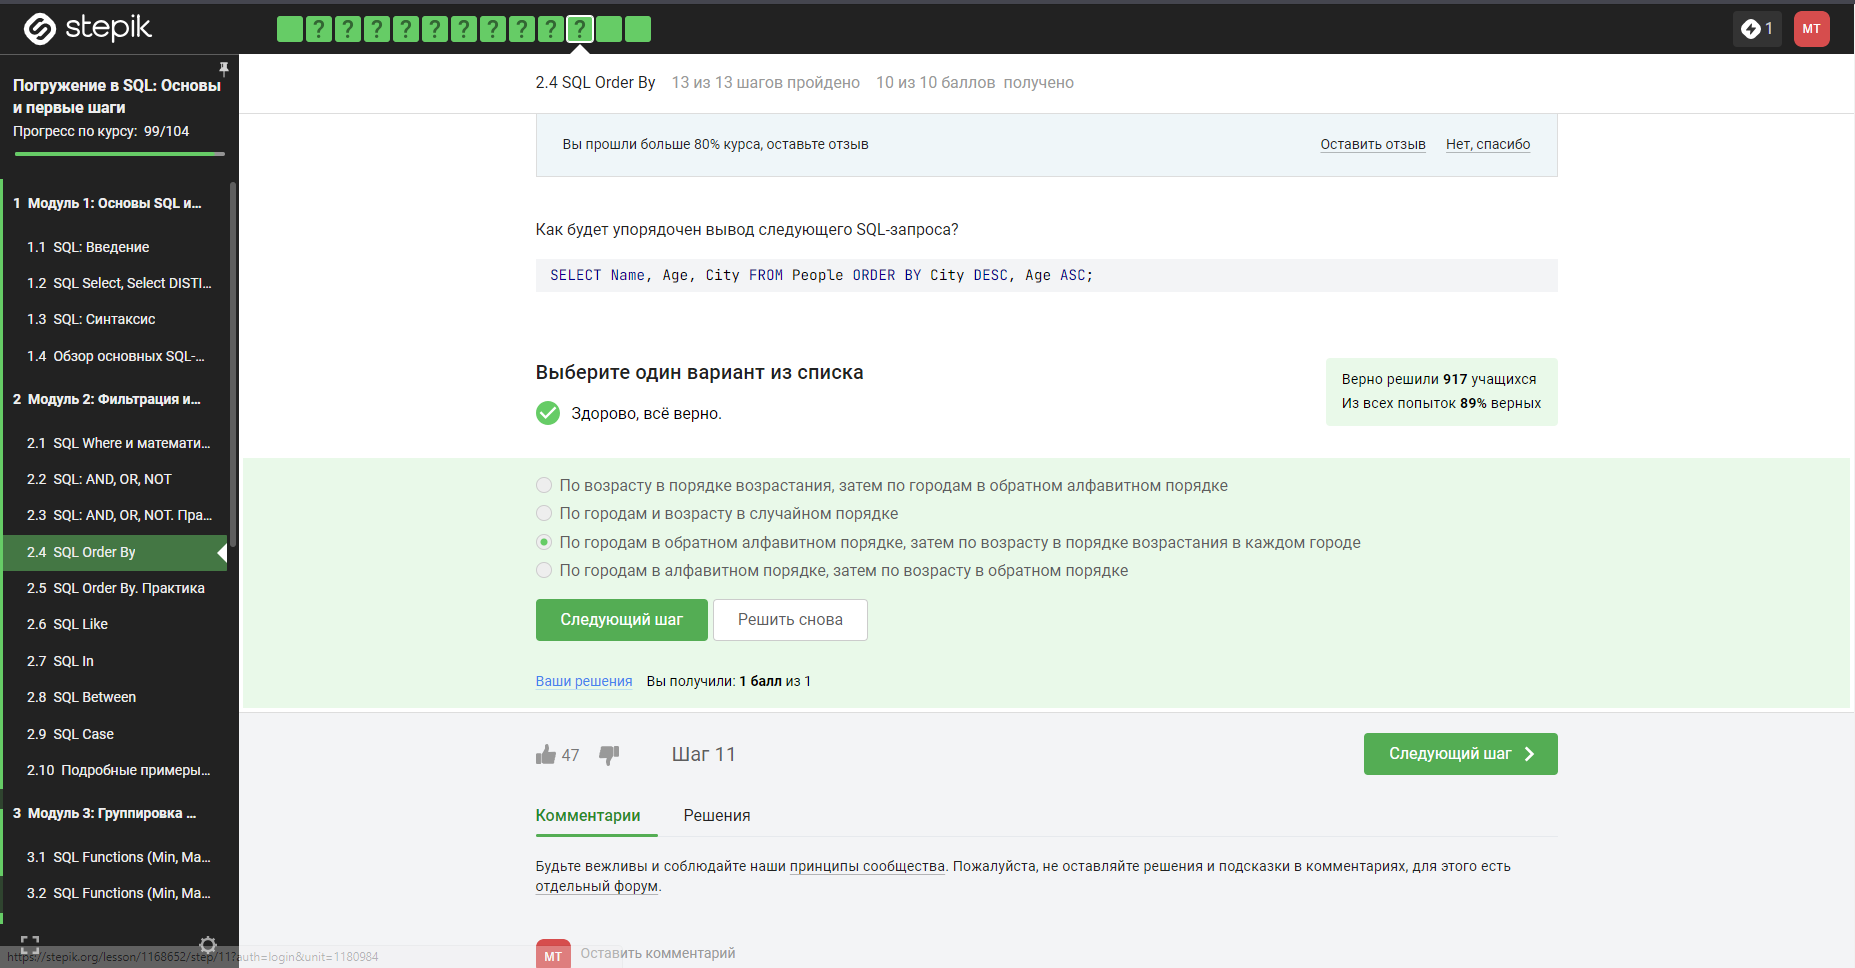 stepik
? ? ? ? ? ? ? ? ? ?
1
MT
Погружение в SQL: Основы
и первые шаги
Прогресс по курсу: 99/104
1 Модуль 1: Основы SQL и...
1.1 SQL: Введение
1.2 SQL Select, Select DISTI...
1.3 SQL: Синтаксис
1.4 Обзор основных SQL-...
2 Модуль 2: Фильтрация и...
2.1 SQL Where и математи...
2.2 SQL: AND, OR, NOT
2.3 SQL: AND, OR, NOT. Пра...
2.4 SQL Order By
2.5 SQL Order By. Практика
2.6 SQL Like
2.7 SQL In
2.8 SQL Between
2.9 SQL Case
2.10 Подробные примеры...
3 Модуль 3: Группировка ...
3.1 SQL Functions (Min, Ma...
3.2 SQL Functions (Min, Ma...
2.4 SQL Order By 13 из 13 шагов пройдено 10 из 10 баллов получено
Вы прошли больше 80% курса, оставьте отзыв Оставить отзыв Нет, спасибо
Как будет упорядочен вывод следующего SQL-запроса?
SELECT Name, Age, City FROM People ORDER BY City DESC, Age ASC;
Выберите один вариант из списка
Здорово, всё верно.
Верно решили 917 учащихся
Из всех попыток 89% верных
По возрасту в порядке возрастания, затем по городам в обратном алфавитном порядке
По городам и возрасту в случайном порядке
По городам в обратном алфавитном порядке, затем по возрасту в порядке возрастания в каждом городе
По городам в алфавитном порядке, затем по возрасту в обратном порядке
Следующий шаг Решить снова
Ваши решения Вы получили: 1 балл из 1
47 Шаг 11 Следующий шаг
Комментарии Решения
Будьте вежливы и соблюдайте наши принципы сообщества. Пожалуйста, не оставляйте решения и подсказки в комментариях, для этого есть
отдельный форум.
MT Оставить комментарий
https://stepik.org/lesson/1168652/step/11?auth=login&unit=1180984